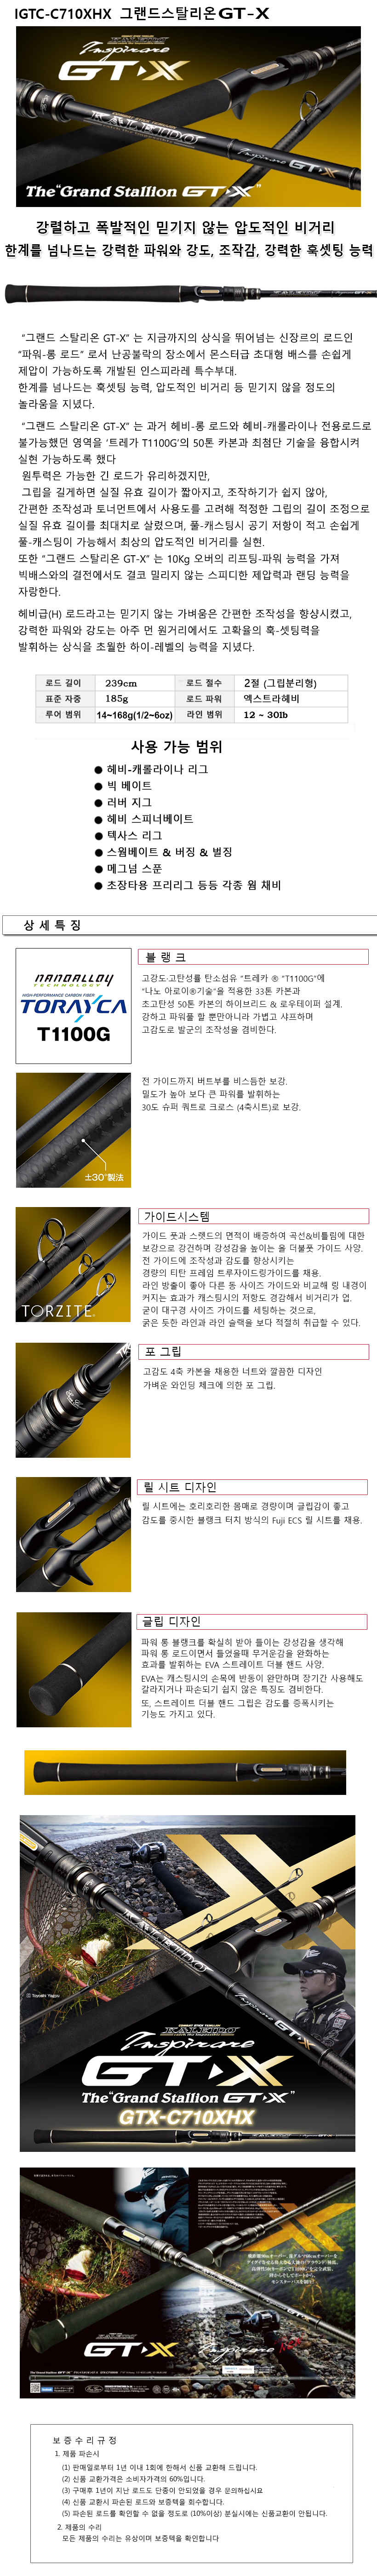 IGTC-C710XHX 그랜드스탈리온GT-X
KALEIDO
Inspirare
GT-X
The "Grand Stallion GT-X"
강렬하고 폭발적인 믿기지 않는 압도적인 비거리
한계를 넘나드는 강력한 파워와 강도, 조작감, 강력한 훅셋팅 능력
"그랜드 스탈리온 GT-X" 는 지금까지의 상식을 뛰어넘는 신장르의 로드인
"파워-롱 로드" 로서 난공불락의 장소에서 몬스터급 초대형 배스를 손쉽게
제압이 가능하도록 개발된 인스피라레 특수부대.
한계를 넘나드는 훅셋팅 능력, 압도적인 비거리 등 믿기지 않을 정도의
놀라움을 지녔다.
"그랜드 스탈리온 GT-X" 는 과거 헤비-롱 로드와 헤비-캐롤라이나 전용로드로
불가능했던 영역을 '트레가 T1100G'의 50톤 카본과 최첨단 기술을 융합시켜
실현 가능하도록 했다
원투력은 가능한 긴 로드가 유리하겠지만,
그립을 길게하면 실질 유효 길이가 짧아지고, 조작하기가 쉽지 않아,
간편한 조작성과 토너먼트에서 사용도를 고려해 적정한 그립의 길이 조정으로
실질 유효 길이를 최대치로 살렸으며, 풀-캐스팅시 공기 저항이 적고 손쉽게
풀-캐스팅이 가능해서 최상의 압도적인 비거리를 실현.
또한 "그랜드 스탈리온 GT-X" 는 10Kg 오버의 리프팅-파워 능력을 가져
빅배스와의 결전에서도 결코 밀리지 않는 스피디한 제압력과 랜딩 능력을
자랑한다.
헤비급(H) 로드라고는 믿기지 않는 가벼움은 간편한 조작성을 향샹시켰고,
강력한 파워와 강도는 아주 먼 원거리에서도 고확율의 훅-셋팅력을
발휘하는 상식을 초월한 하이-레벨의 능력을 지녔다.
로드 길이 239cm 로드 절수 2절 (그립분리형)
표준 자중 185g 로드 파워 엑스트라헤비
루어 범위 14~168g(1/2~6oz) 라인 범위 12 ~ 30lb
사용 가능 범위
● 헤비-캐롤라이나 리그
● 빅 베이트
● 러버 지그
● 헤비 스피너베이트
● 텍사스 리그
● 스윔베이트 & 버징 & 벌징
● 메그넘 스푼
● 초장타용 프리리그 등등 각종 웜 채비
상 세 특 징
블 랭 크
NANOALLOY
TECHNOLOGY
HIGH-PERFORMANCE CARBON FIBER
TORAYCA
T1100G
고강도·고탄성률 탄소섬유 "트레카 ® "T1100G"에
"나노 아로이®기술"을 적용한 33톤 카본과
초고탄성 50톤 카본의 하이브리드 & 로우테이퍼 설계.
강하고 파워풀 할 뿐만아니라 가볍고 샤프하며
고감도로 발군의 조작성을 겸비한다.
전 가이드까지 버트부를 비스듬한 보강.
밀도가 높아 보다 큰 파워를 발휘하는
30도 슈퍼 쿼트로 크로스 (4축시트)로 보강.
±30°製法
가이드시스템
가이드 풋과 스렛드의 면적이 배증하여 곡선&비틀림에 대한
보강으로 강건하며 강성감을 높이는 올 더블풋 가이드 사양.
전 가이드에 조작성과 감도를 향상시키는
경량의 티탄 프레임 트루자이드링가이드를 채용.
라인 방출이 좋아 다른 동 사이즈 가이드와 비교해 링 내경이
커지는 효과가 캐스팅시의 저항도 경감해서 비거리가 업.
굳이 대구경 사이즈 가이드를 세팅하는 것으로,
굵은 듯한 라인과 라인 슬랙을 보다 적절히 취급할 수 있다.
TORZITE
포 그립
고감도 4축 카본을 채용한 너트와 깔끔한 디자인
가벼운 와인딩 체크에 의한 포 그립.
릴 시트 디자인
릴 시트에는 호리호리한 몸매로 경량이며 글립감이 좋고
감도를 중시한 블랭크 터치 방식의 Fuji ECS 릴 시트를 채용.
글립 디자인
파워 롱 블랭크를 확실히 받아 들이는 강성감을 생각해
파워 롱 로드이면서 들었을때 무거운감을 완화하는
효과를 발휘하는 EVA 스트레이트 더블 핸드 사양.
EVA는 캐스팅시의 손목에 반동이 완만하며 장기간 사용해도
갈라지거나 파손되기 쉽지 않은 특징도 겸비한다.
또, 스트레이트 더블 핸드 그립은 감도를 증폭시키는
기능도 가지고 있다.
© Toyoshi Yazou
KALEIDO
Inspirare
GT-X
The "Grand Stallion GT-X"
GTX-C710XHX
GT-X
Inspirare
보 증 수 리 규 정
1. 제품 파손시
(1) 판매일로부터 1년 이내 1회에 한해서 신품 교환해 드립니다.
(2) 신품 교환가격은 소비자가격의 60%입니다.
(3) 구매후 1년이 지난 로드도 단종이 안되었을 경우 문의하십시요
(4) 신품 교환시 파손된 로드와 보증택을 회수합니다.
(5) 파손된 로드를 확인할 수 없을 정도로 (10%이상) 분실시에는 신품교환이 안됩니다.
2. 제품의 수리
모든 제품의 수리는 유상이며 보증택을 확인합니다